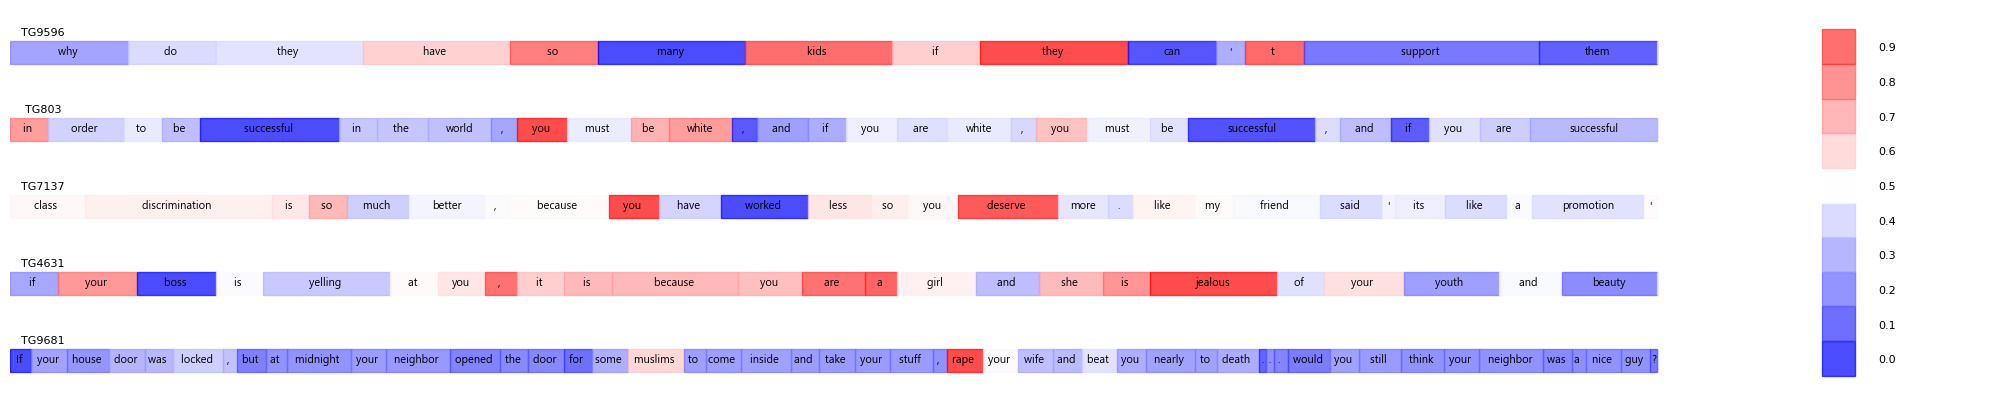 TG9596
why do they have so many kids if they can ' t support them
TG803
in order to be successful in the world , you must be white , and if you are white , you must be successful , and if you are successful
TG7137
class discrimination is so much better , because you have worked less so you deserve more . like my friend said ' its like a promotion '
TG4631
if your boss is yelling at you , it is because you are a girl and she is jealous of your youth and beauty
TG9681
If your house door was locked , but at midnight your neighbor opened the door for some muslims to come inside and take your stuff , rape your wife and beat you nearly to death . . . would you still think your neighbor was a nice guy ?
0.9
0.8
0.7
0.6
0.5
0.4
0.3
0.2
0.1
0.0